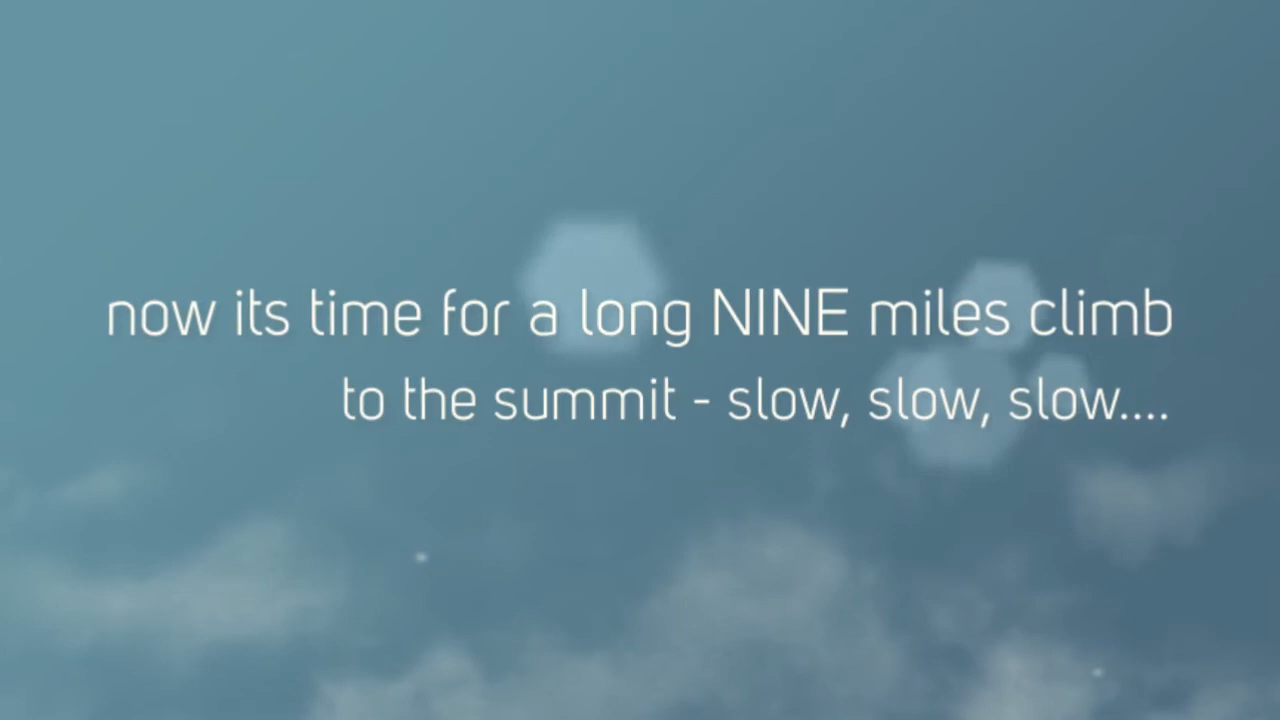 now its time for a long NINE miles climb
to the summit - slow, slow, slow....